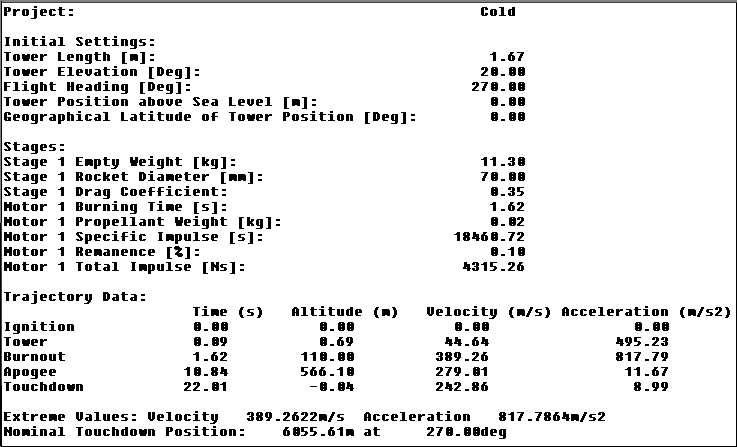 Project: Cold
Initial Settings:
Tower Length [m]: 1.67
Tower Elevation [Deg]: 20.00
Flight Heading [Deg]: 270.00
Tower Position above Sea Level [m]: 0.00
Geographical Latitude of Tower Position [Deg]: 0.00
Stages:
Stage 1 Empty Weight [kg]: 11.30
Stage 1 Rocket Diameter [mm]: 70.00
Stage 1 Drag Coefficient: 0.35
Motor 1 Burning Time [s]: 1.62
Motor 1 Propellant Weight [kg]: 0.02
Motor 1 Specific Impulse [s]: 18460.72
Motor 1 Remanence [%]: 0.10
Motor 1 Total Impulse [Ns]: 4315.26
Trajectory Data:
Time (s) Altitude (m) Velocity (m/s) Acceleration (m/s2)
Ignition 0.00 0.00 0.00 0.00
Tower 0.09 0.69 44.64 495.23
Burnout 1.62 110.00 389.26 817.79
Apogee 10.84 566.10 279.01 11.67
Touchdown 22.01 -0.04 242.86 8.99
Extreme Values: Velocity 389.2622m/s Acceleration 817.7864m/s2
Nominal Touchdown Position: 6055.61m at 270.00deg